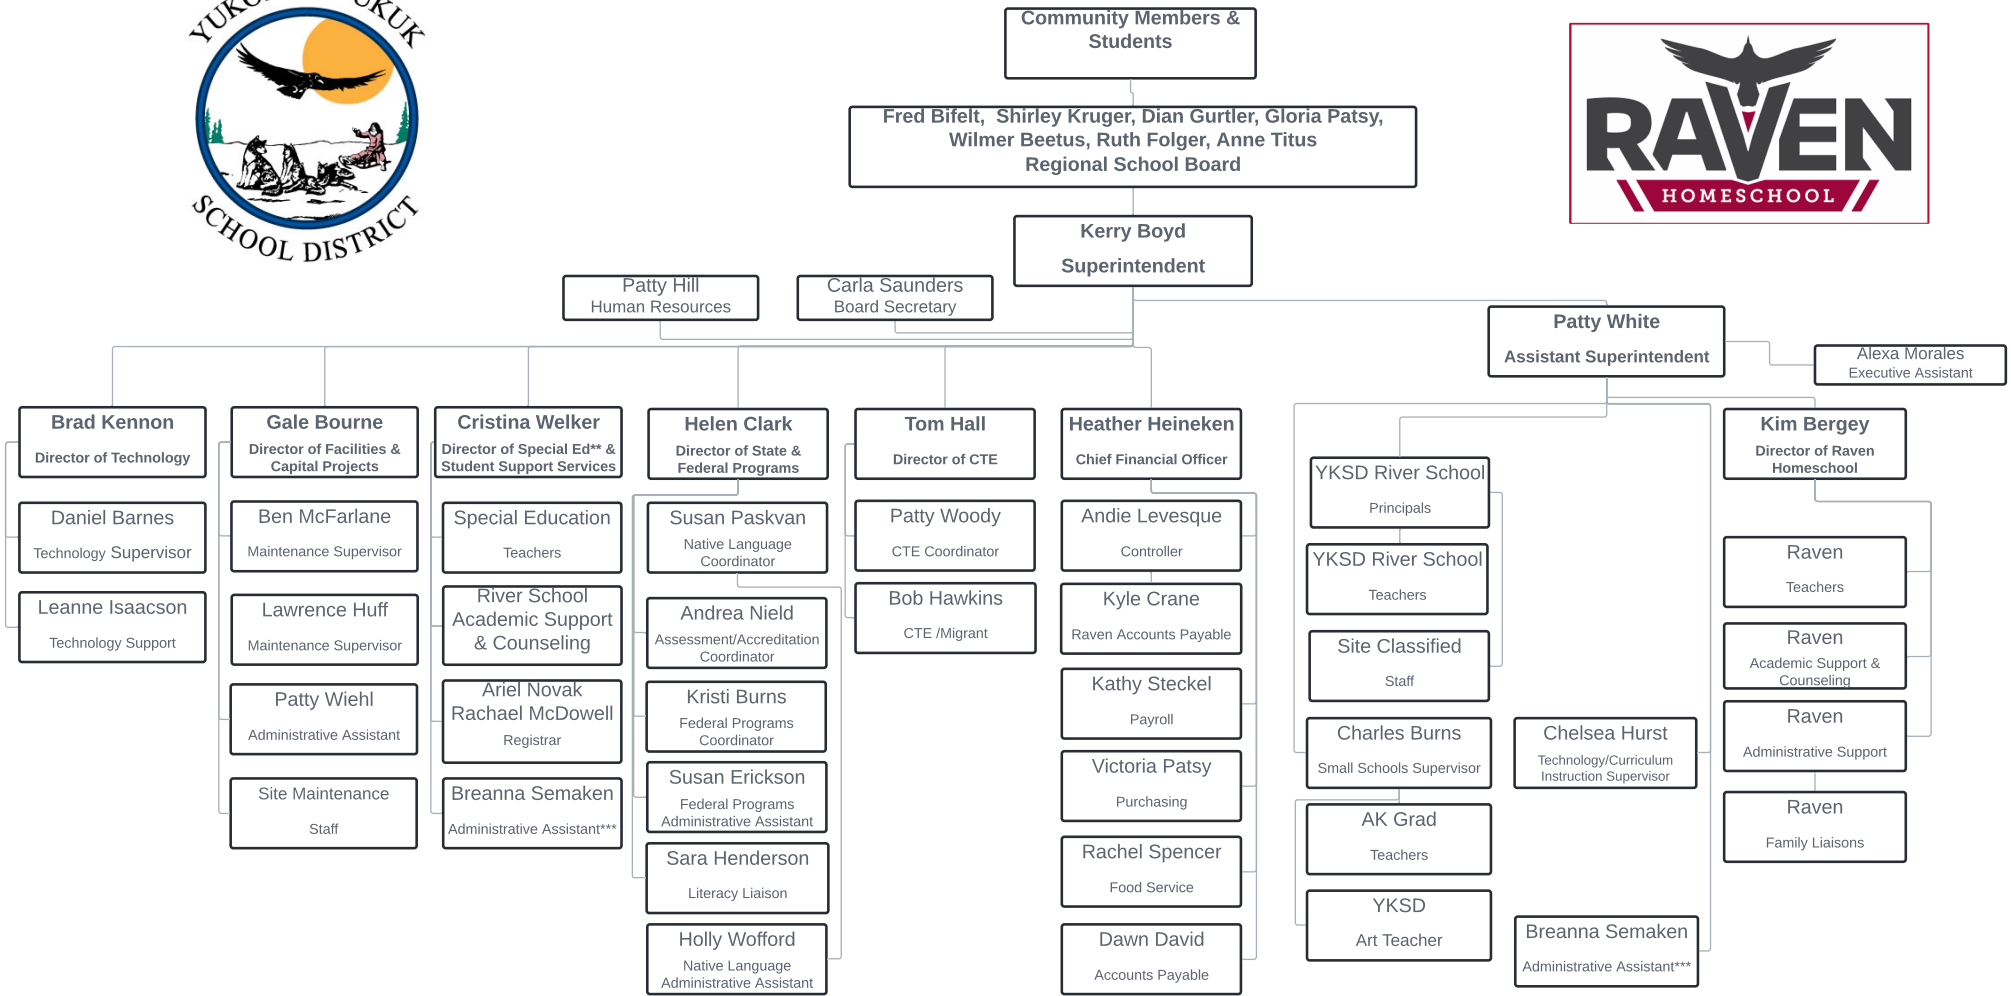 SCHOOL DISTRICT
RAVEN
HOMESCHOOL
Community Members &
Students
Fred Bifelt, Shirley Kruger, Dian Gurtler, Gloria Patsy,
Wilmer Beetus, Ruth Folger, Anne Titus
Regional School Board
Kerry Boyd
Superintendent
Patty Hill
Human Resources
Carla Saunders
Board Secretary
Patty White
Assistant Superintendent
Alexa Morales
Executive Assistant
Brad Kennon
Director of Technology
Daniel Barnes
Technology Supervisor
Leanne Isaacson
Technology Support
Gale Bourne
Director of Facilities &
Capital Projects
Ben McFarlane
Maintenance Supervisor
Lawrence Huff
Maintenance Supervisor
Patty Wiehl
Administrative Assistant
Site Maintenance
Staff
Cristina Welker
Director of Special Ed** &
Student Support Services
Special Education
Teachers
River School
Academic Support
& Counseling
Ariel Novak
Rachael McDowell
Registrar
Breanna Semaken
Administrative Assistant***
Helen Clark
Director of State &
Federal Programs
Susan Paskvan
Native Language
Coordinator
Andrea Nield
Assessment/Accreditation
Coordinator
Kristi Burns
Federal Programs
Coordinator
Susan Erickson
Federal Programs
Administrative Assistant
Sara Henderson
Literacy Liaison
Holly Wofford
Native Language
Administrative Assistant
Tom Hall
Director of CTE
Patty Woody
CTE Coordinator
Bob Hawkins
CTE /Migrant
Heather Heineken
Chief Financial Officer
Andie Levesque
Controller
Kyle Crane
Raven Accounts Payable
Kathy Steckel
Payroll
Victoria Patsy
Purchasing
Rachel Spencer
Food Service
Dawn David
Accounts Payable
YKSD River School
Principals
YKSD River School
Teachers
Site Classified
Staff
Charles Burns
Small Schools Supervisor
AK Grad
Teachers
YKSD
Art Teacher
Chelsea Hurst
Technology/Curriculum
Instruction Supervisor
Breanna Semaken
Administrative Assistant***
Kim Bergey
Director of Raven
Homeschool
Raven
Teachers
Raven
Academic Support &
Counseling
Raven
Administrative Support
Raven
Family Liaisons